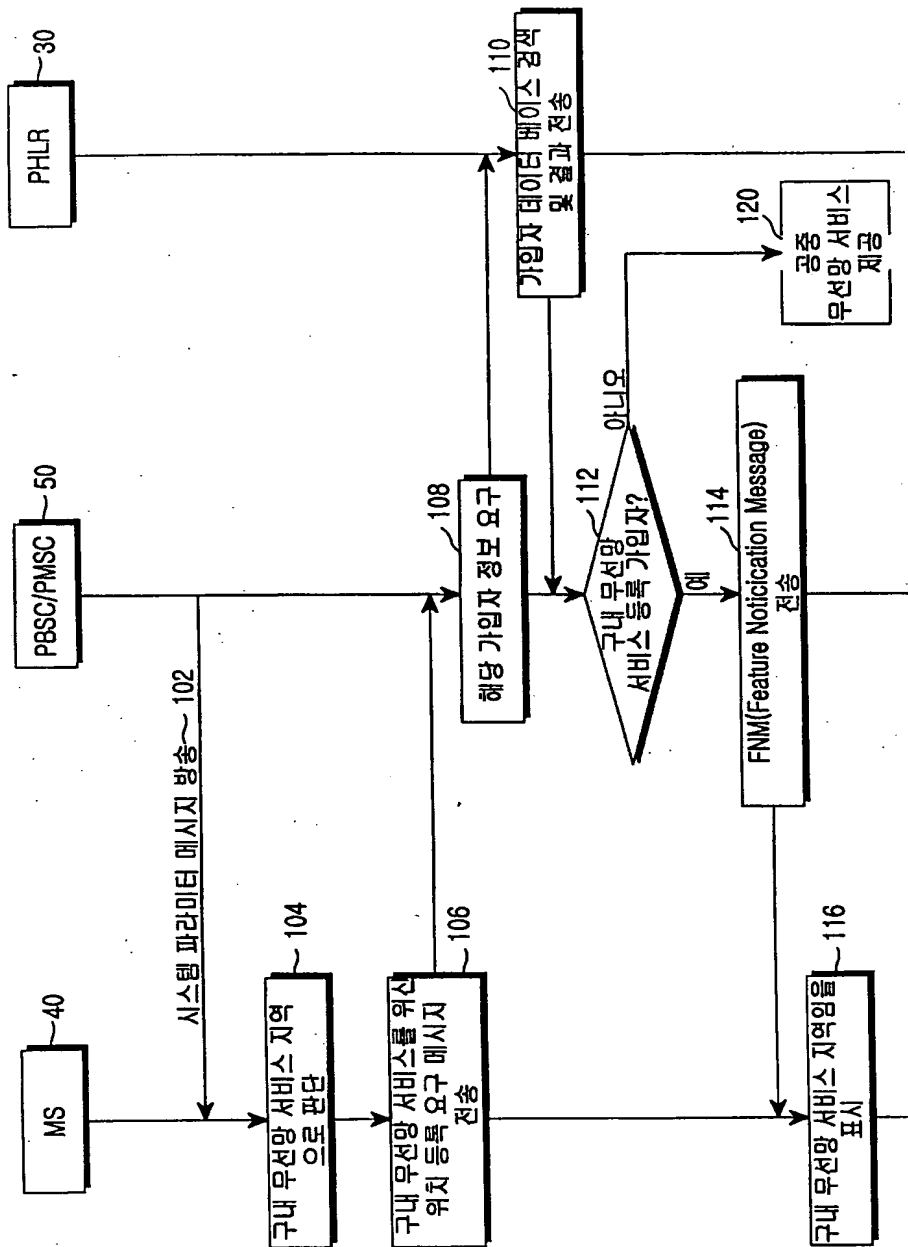 MS
40
PBSC/PMSC
50
PHLR
30
시스템 파라미터 메시지 방송
102
구내 무선망 서비스 지역
으로 판단
104
구내 무선망 서비스를 위신
위치 등록 요구 메시지
전송
106
해당 가입자 정보 요구
108
가입자 데이터 베이스 검색
및 결과 전송
110
구내 무선망
서비스 등록 가입자?
112
아니오
예
공중
무선망 서비스
제공
120
FNM(Feature Noticication Message)
전송
114
구내 무선망 서비스 지역임을
표시
116